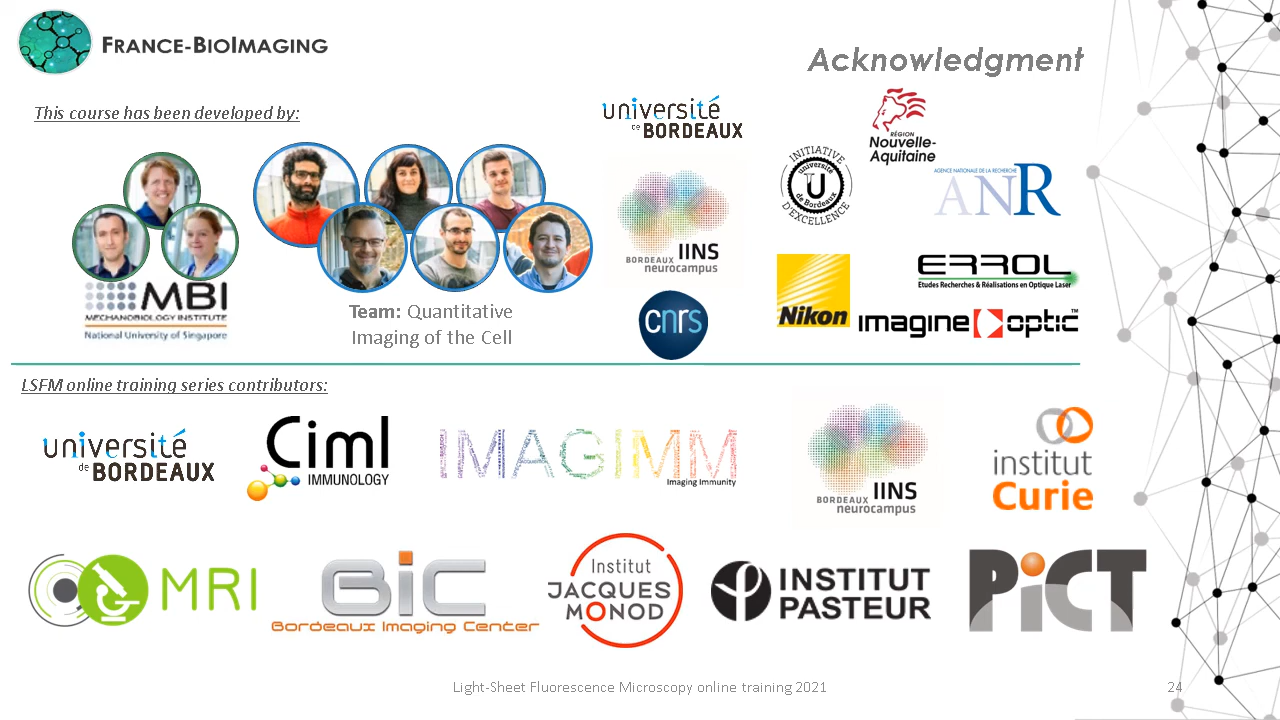 FRANCE-BIOIMAGING
Acknowledgment
This course has been developed by:
MBI
MECHANOBIOLOGY INSTITUTE
National University of Singapore
Team: Quantitative
Imaging of the Cell
université
de BORDEAUX
IINS
BORDEAUX
neurocampus
cnrs
INITIATIVE
université
U
de Bordeaux
D'EXCELLENCE
RÉGION
Nouvelle-
Aquitaine
AGENCE NATIONALE DE LA RECHERCHE
ANR
Nikon
ERROL
Etudes Recherches & Réalisations en Optique Laser
imagine optic™
LSFM online training series contributors:
université
de BORDEAUX
Ciml
IMMUNOLOGY
IMAGIMM
Imaging Immunity
IINS
BORDEAUX
neurocampus
institut
Curie
MRI
BiC
Bordeaux Imaging Center
Institut
JACQUES
MONOD
INSTITUT
PASTEUR
PiCT
Light-Sheet Fluorescence Microscopy online training 2021
24